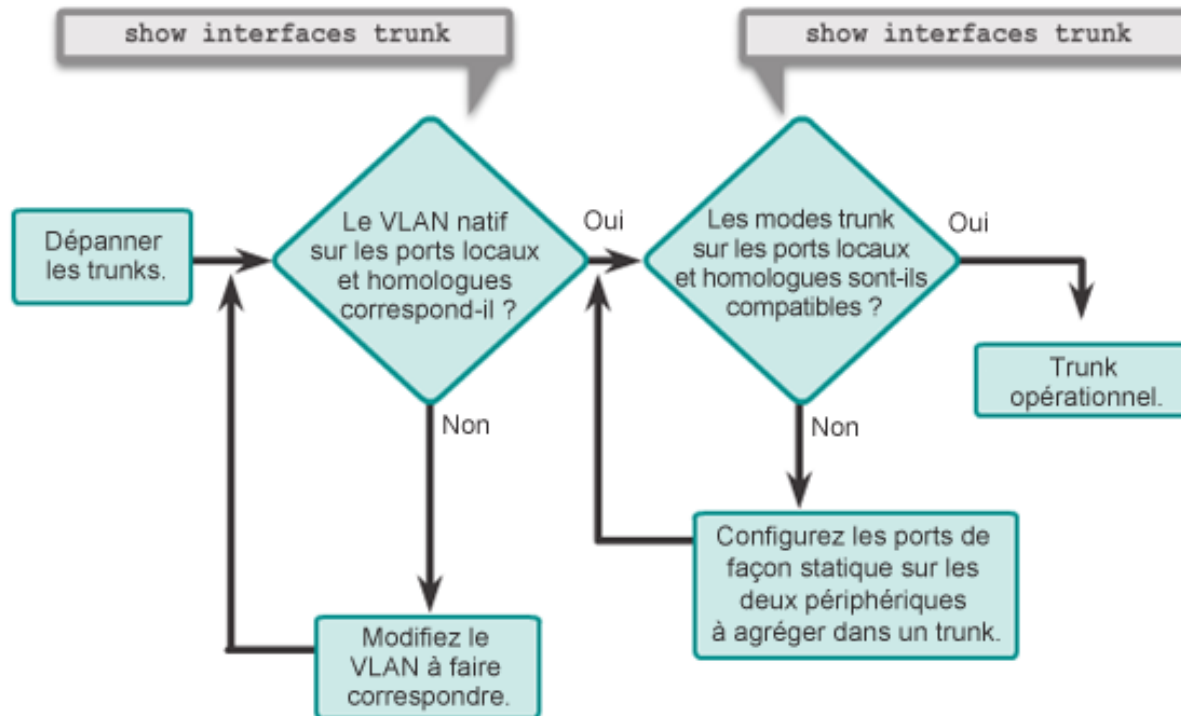 show interfaces trunk
show interfaces trunk
Dépanner
les trunks.
Le VLAN natif
sur les ports locaux
et homologues
correspond-il ?
Oui
Les modes trunk
sur les ports locaux
et homologues sont-ils
compatibles ?
Oui
Trunk
opérationnel.
Non
Non
Configurez les ports de
façon statique sur les
deux périphériques
à agréger dans un trunk.
Modifiez le
VLAN à faire
correspondre.